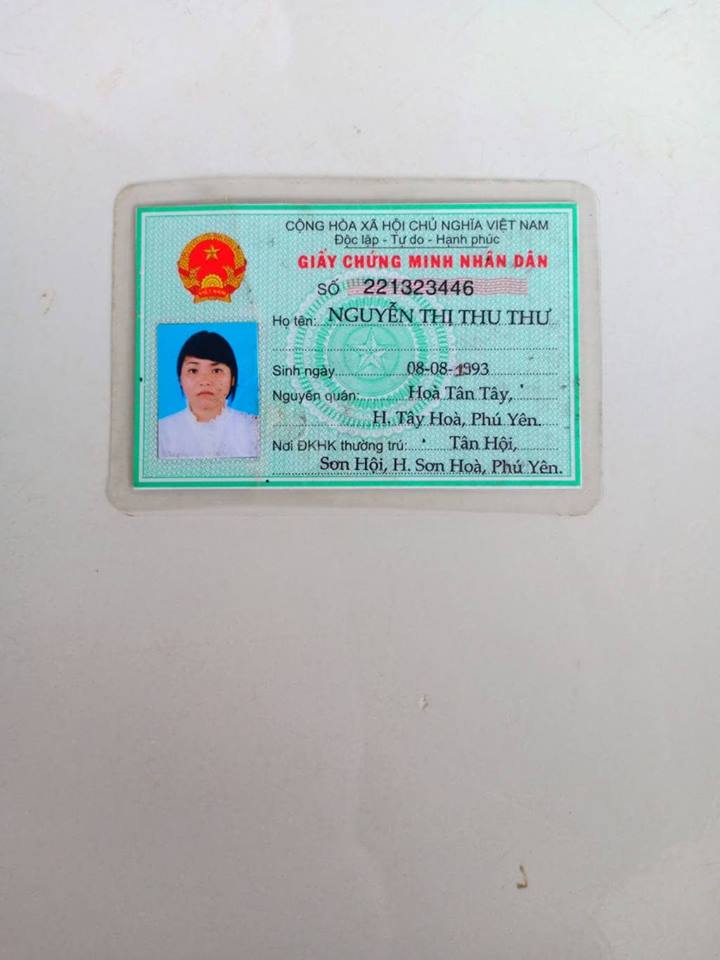 CỘNG HÒA XÃ HỘI CHỦ NGHĨA VIỆT NAM
Độc lập - Tự do - Hạnh phúc
GIẤY CHỨNG MINH NHÂN DÂN
SỐ 221323446
Họ tên: NGUYỄN THỊ THU THƯ
Sinh ngày 08-08-1993
Nguyên quán: Hoà Tân Tây,
H. Tây Hoà, Phú Yên.
Nơi ĐKHK thường trú: Tân Hội,
Sơn Hội, H. Sơn Hoà, Phú Yên.
VIỆT NAM